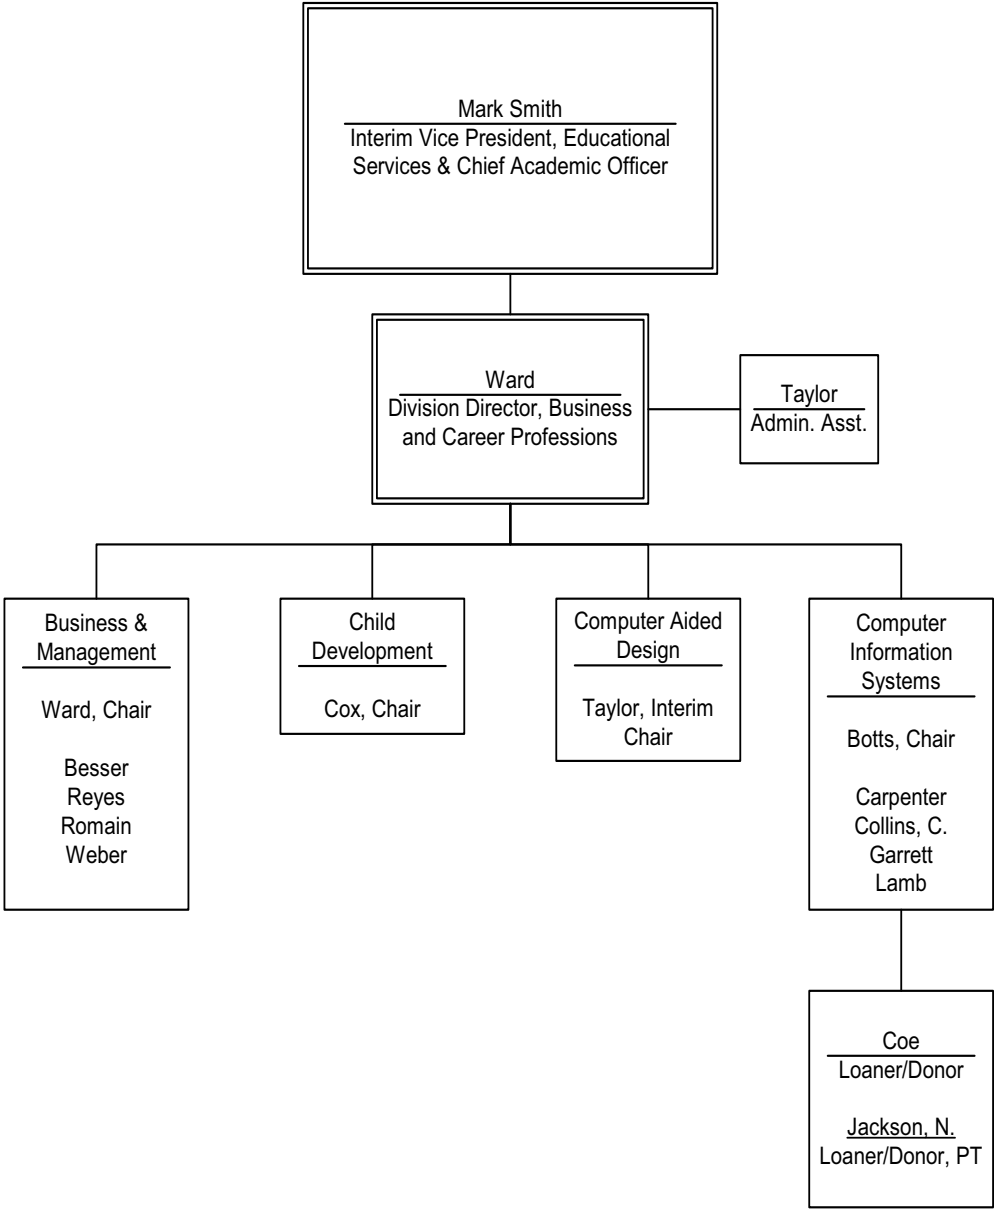 Mark Smith
Interim Vice President, Educational
Services & Chief Academic Officer
Ward
Division Director, Business
and Career Professions
Taylor
Admin. Asst.
Business &
Management
Ward, Chair
Besser
Reyes
Romain
Weber
Child
Development
Cox, Chair
Computer Aided
Design
Taylor, Interim
Chair
Computer
Information
Systems
Botts, Chair
Carpenter
Collins, C.
Garrett
Lamb
Coe
Loaner/Donor
Jackson, N.
Loaner/Donor, PT